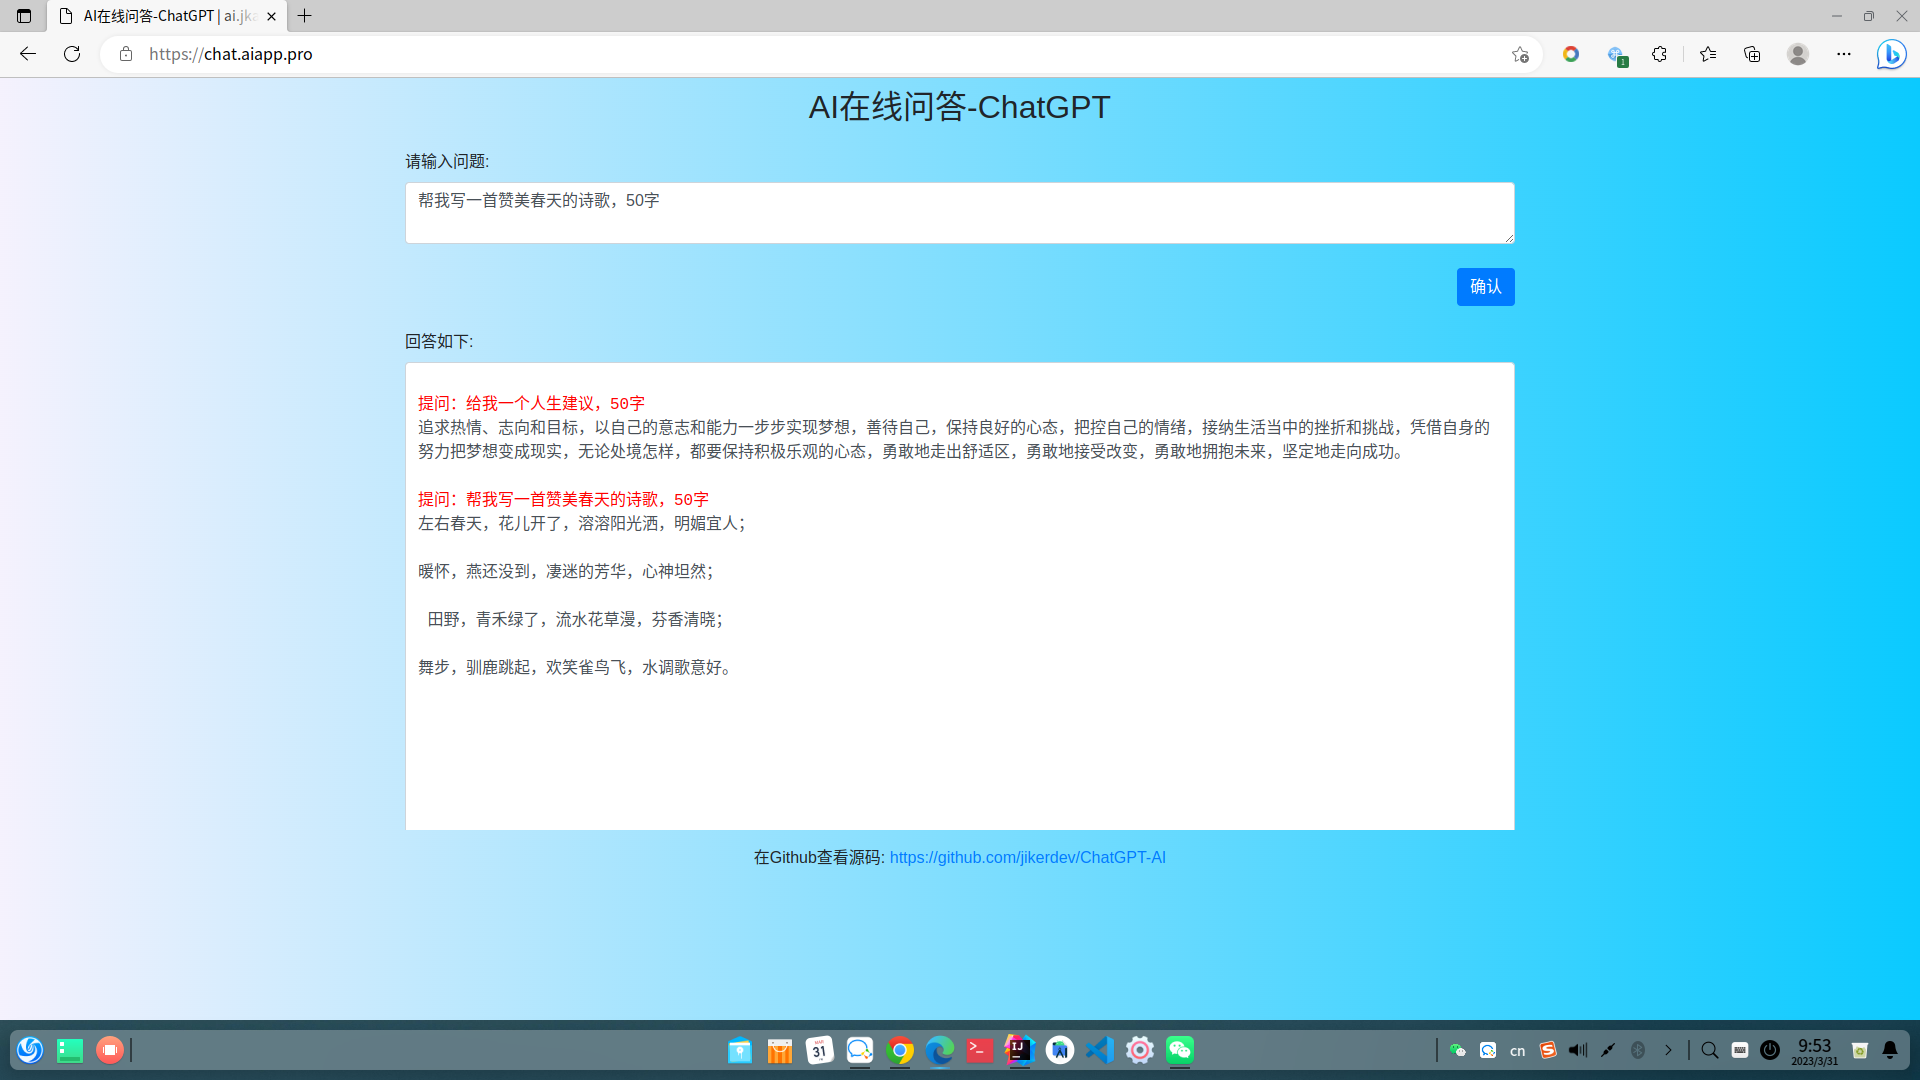 AI在线问答-ChatGPT | ai.jka
https://chat.aiapp.pro
1
AI在线问答-ChatGPT
请输入问题:
帮我写一首赞美春天的诗歌，50字
确认
回答如下:
提问：给我一个人生建议，50字
追求热情、志向和目标，以自己的意志和能力一步步实现梦想，善待自己，保持良好的心态，把控自己的情绪，接纳生活当中的挫折和挑战，凭借自身的
努力把梦想变成现实，无论处境怎样，都要保持积极乐观的心态，勇敢地走出舒适区，勇敢地接受改变，勇敢地拥抱未来，坚定地走向成功。
提问：帮我写一首赞美春天的诗歌，50字
左右春天，花儿开了，溶溶阳光洒，明媚宜人；
暖怀，燕还没到，凄迷的芳华，心神坦然；
田野，青禾绿了，流水花草漫，芬香清晓；
舞步，驯鹿跳起，欢笑雀鸟飞，水调歌意好。
在Github查看源码: https://github.com/jikerdev/ChatGPT-AI
31
IJ
cn
9:53
2023/3/31